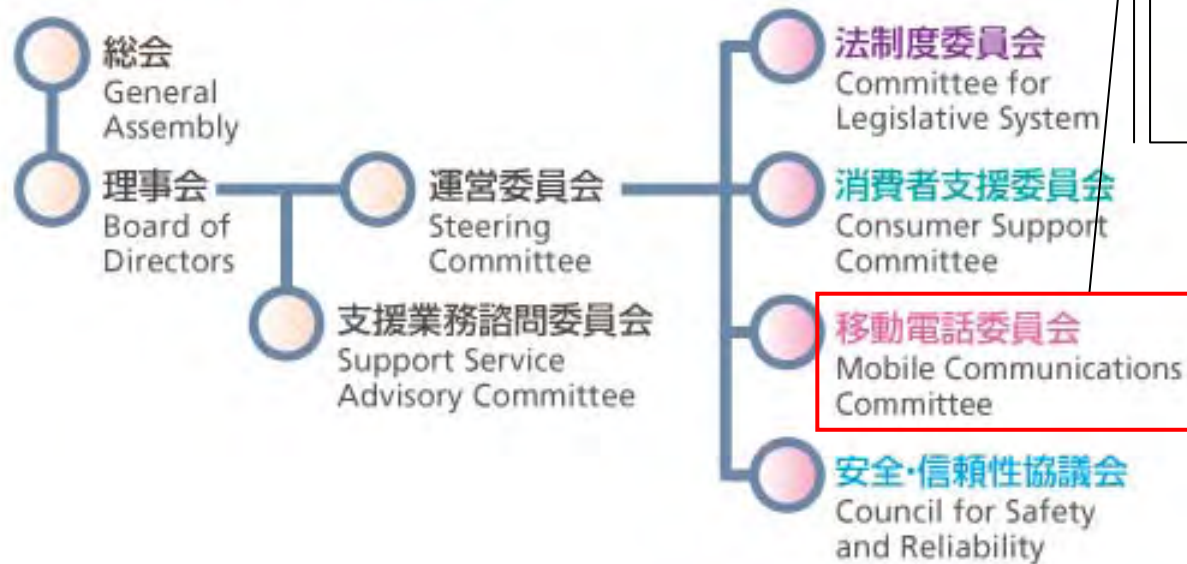 総会
General
Assembly
理事会
Board of
Directors
運営委員会
Steering
Committee
支援業務諮問委員会
Support Service
Advisory Committee
法制度委員会
Committee for
Legislative System
消費者支援委員会
Consumer Support
Committee
移動電話委員会
Mobile Communications
Committee
安全・信頼性協議会
Council for Safety
and Reliability